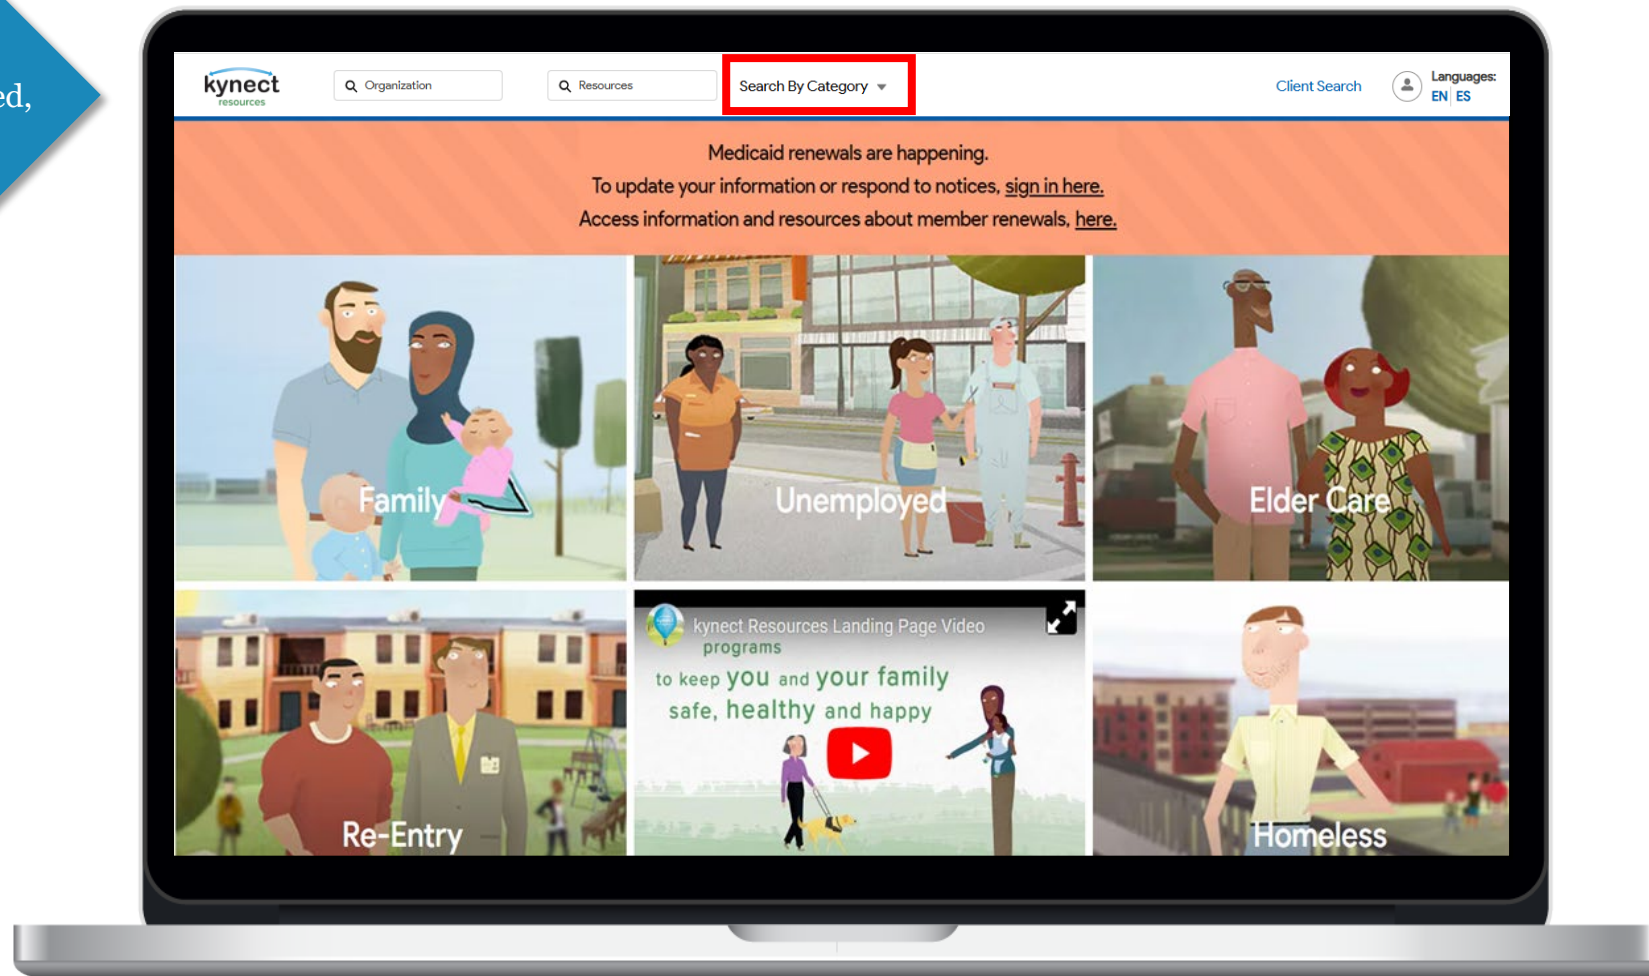 ed,
kynect
resources
Organization
Resources
Search By Category
Client Search
Languages:
EN ES
Medicaid renewals are happening.
To update your information or respond to notices, sign in here.
Access information and resources about member renewals, here.
Family
Unemployed
Elder Care
Re-Entry
kynect Resources Landing Page Video
programs
to keep you and your family
safe, healthy and happy
Homeless